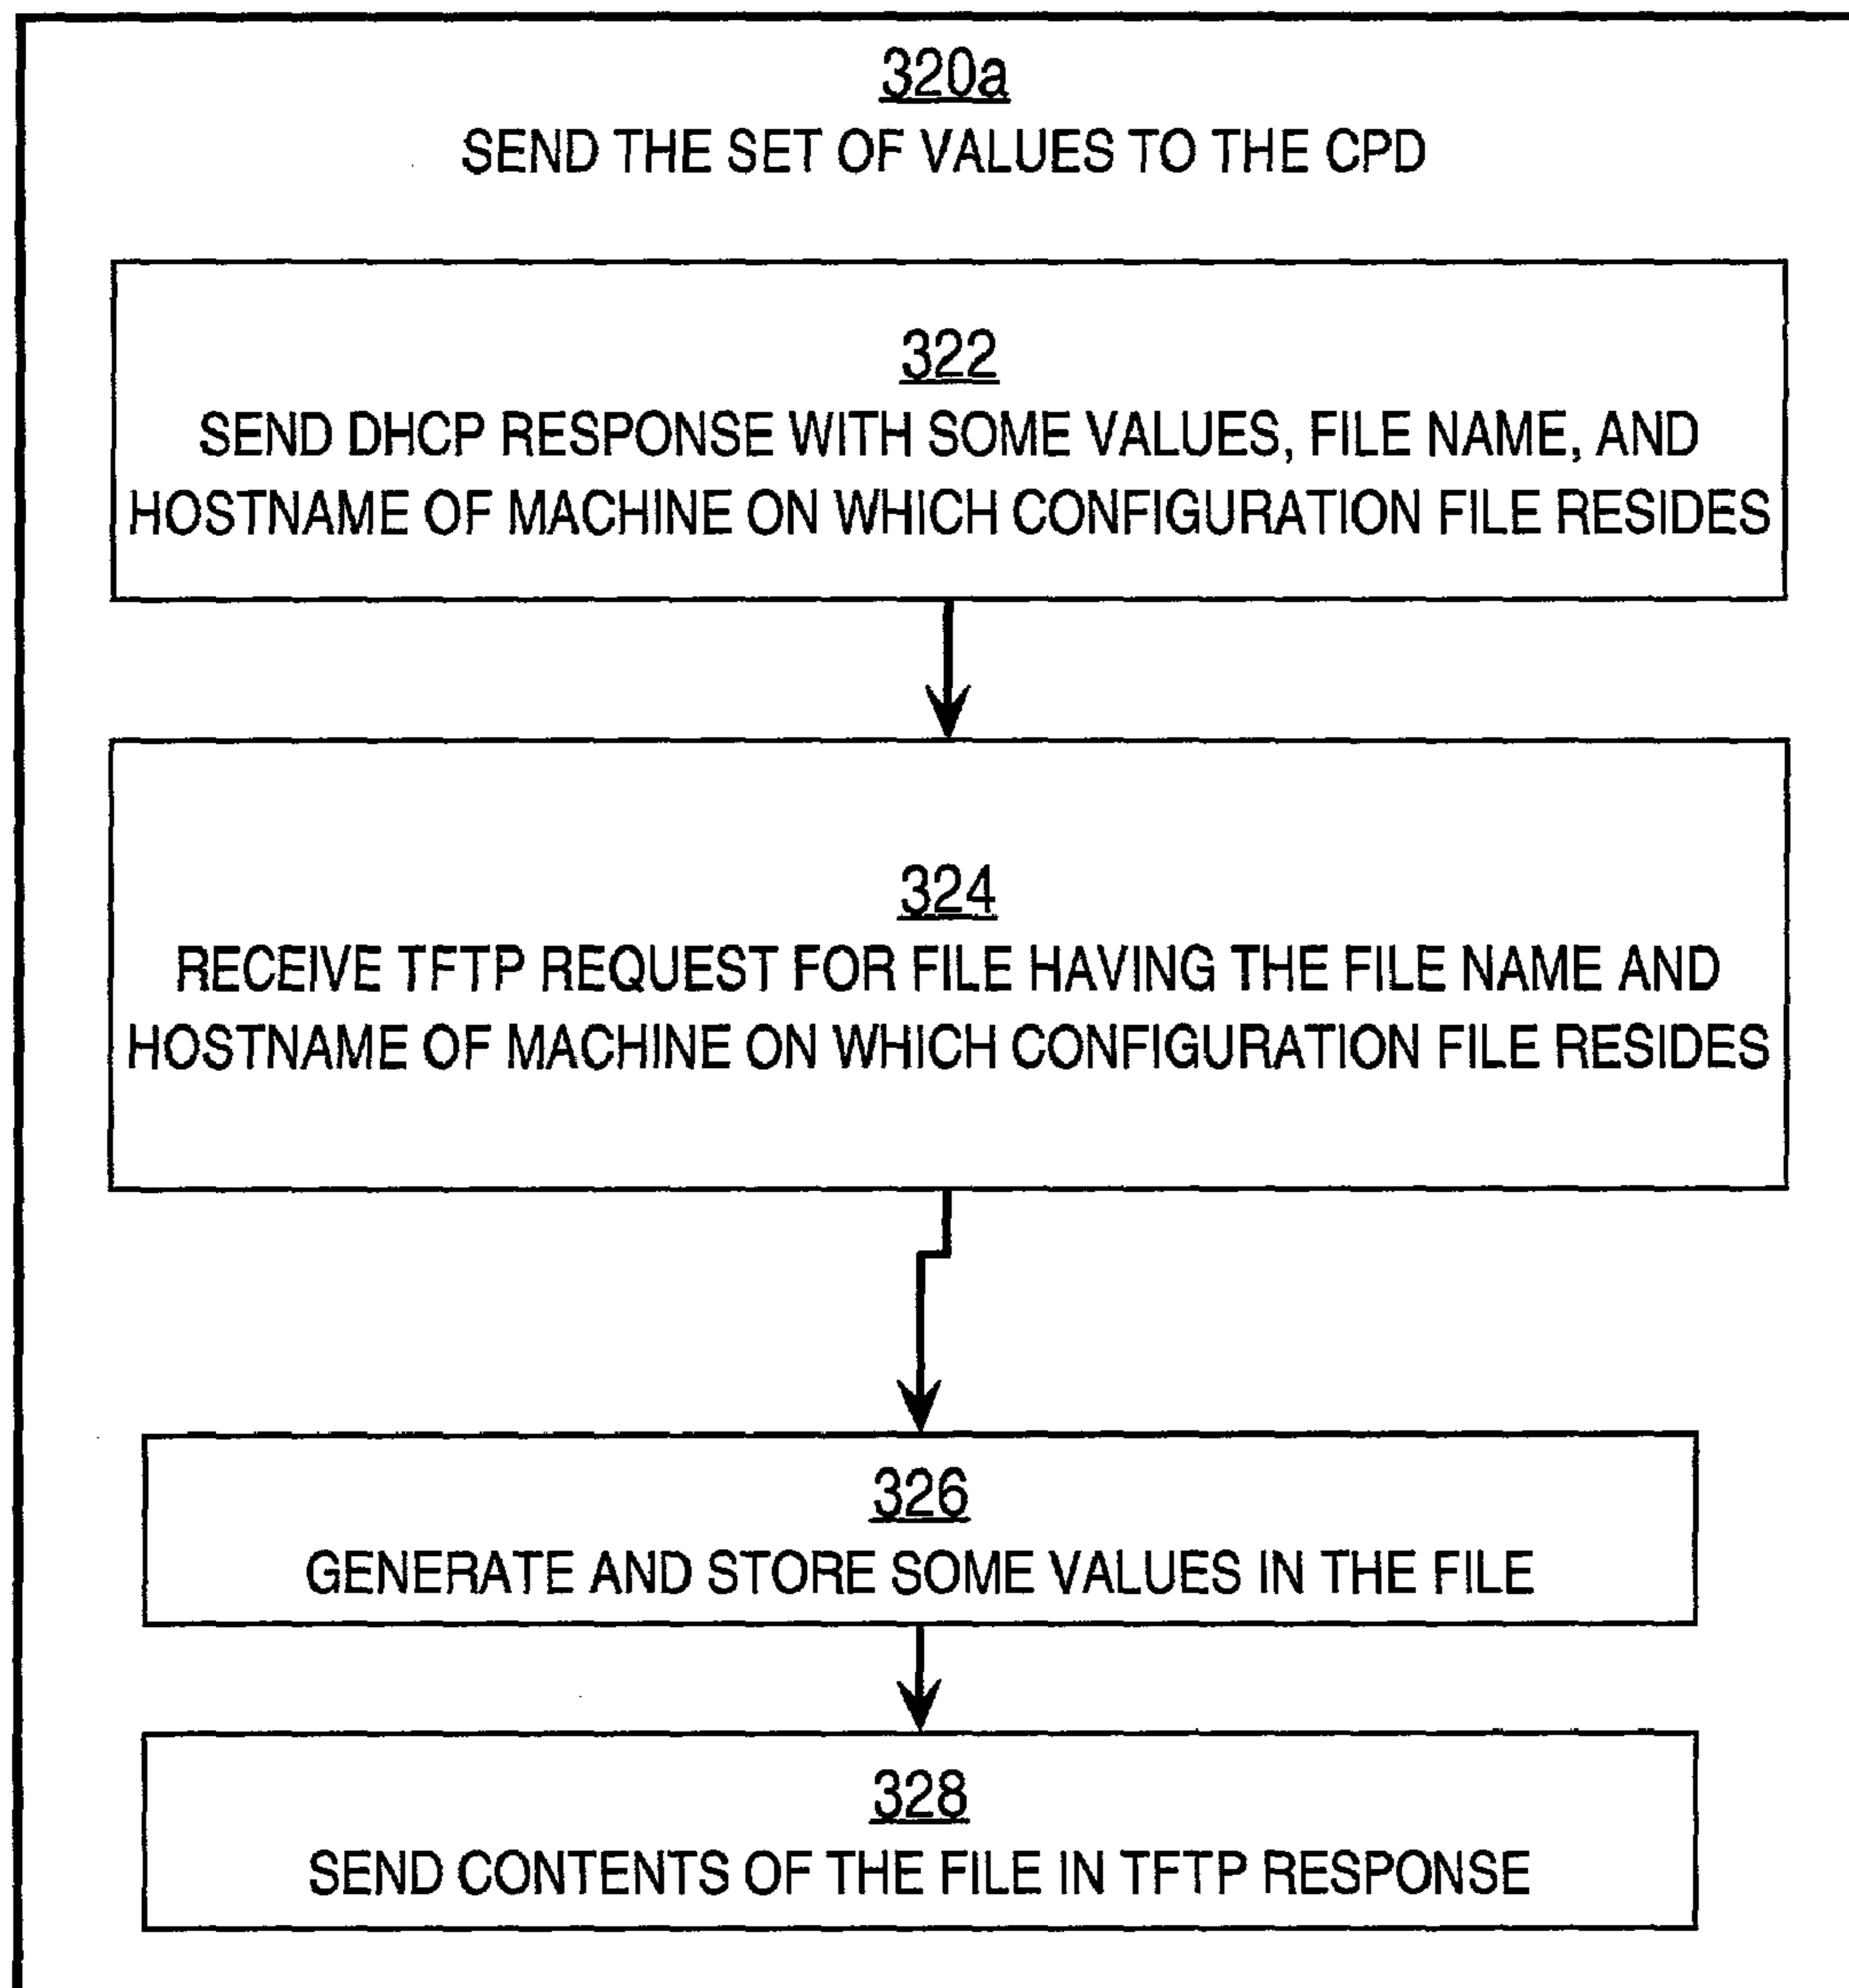 320a
SEND THE SET OF VALUES TO THE CPD
322
SEND DHCP RESPONSE WITH SOME VALUES, FILE NAME, AND
HOSTNAME OF MACHINE ON WHICH CONFIGURATION FILE RESIDES
324
RECEIVE TFTP REQUEST FOR FILE HAVING THE FILE NAME AND
HOSTNAME OF MACHINE ON WHICH CONFIGURATION FILE RESIDES
326
GENERATE AND STORE SOME VALUES IN THE FILE
328
SEND CONTENTS OF THE FILE IN TFTP RESPONSE